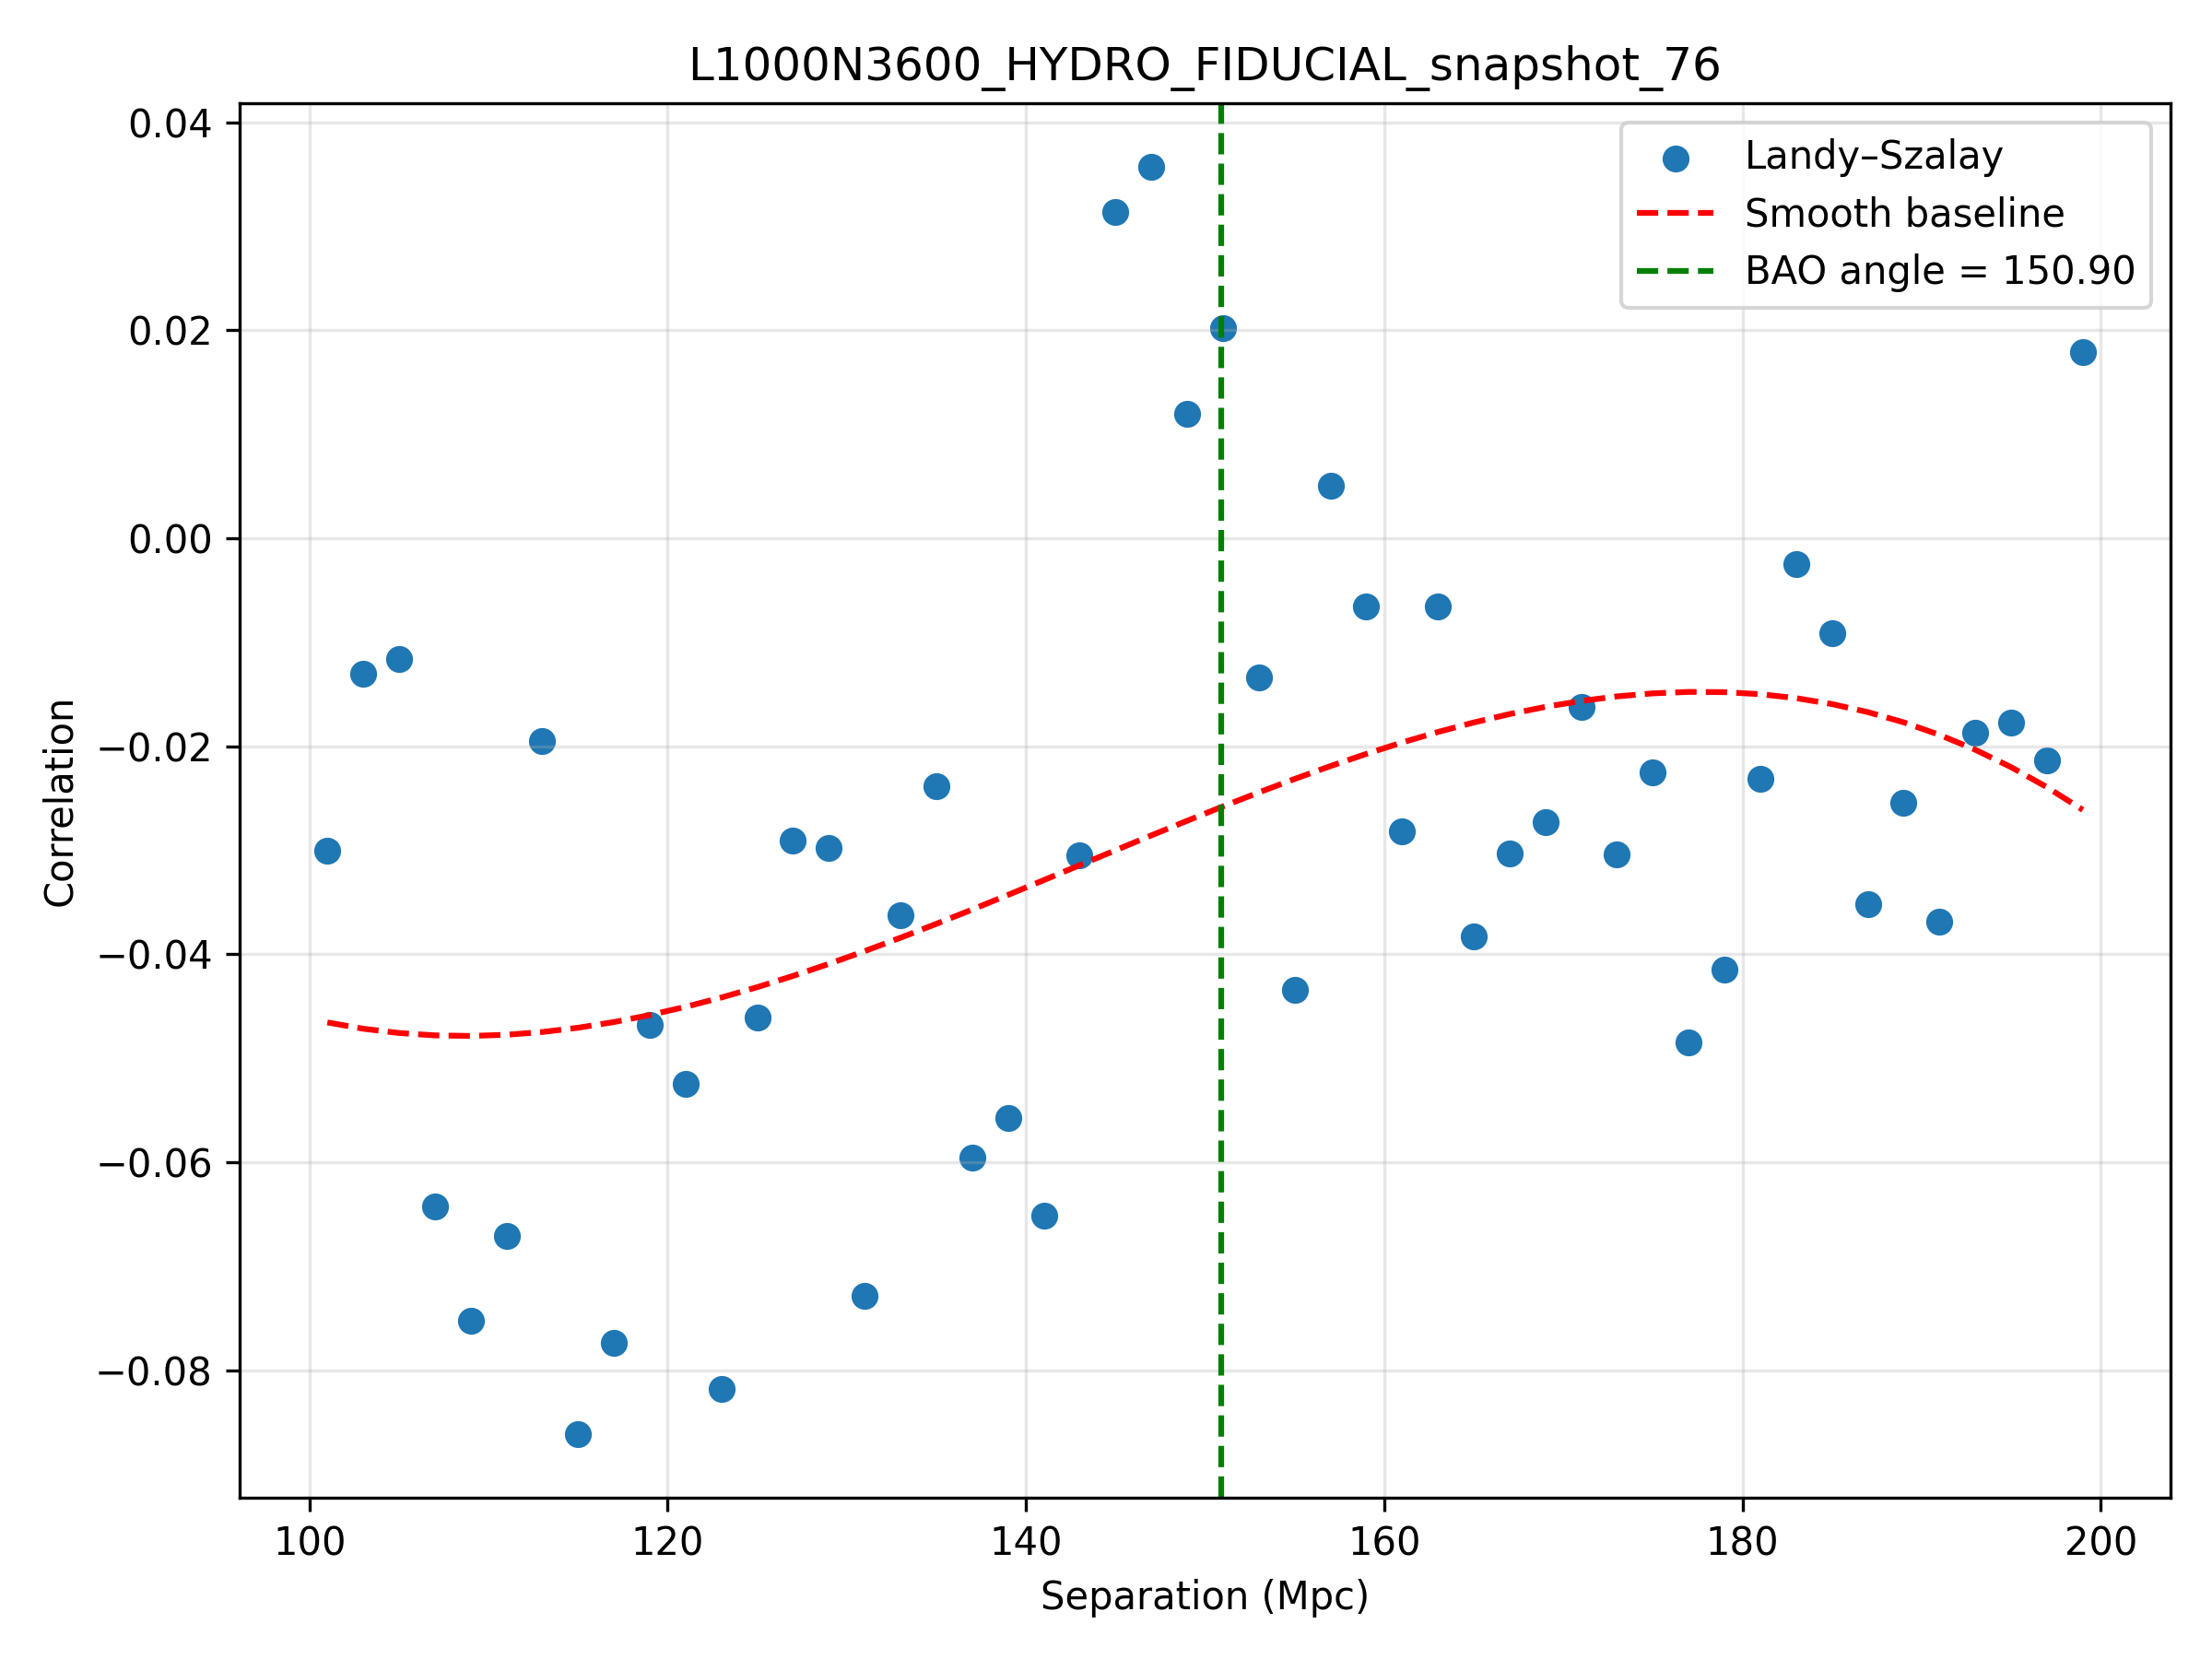 L1000N3600_HYDRO_FIDUCIAL_snapshot_76
0.04
0.02
0.00
−0.02
−0.04
−0.06
−0.08
Correlation
Landy–Szalay
Smooth baseline
BAO angle = 150.90
100 120 140 160 180 200
Separation (Mpc)